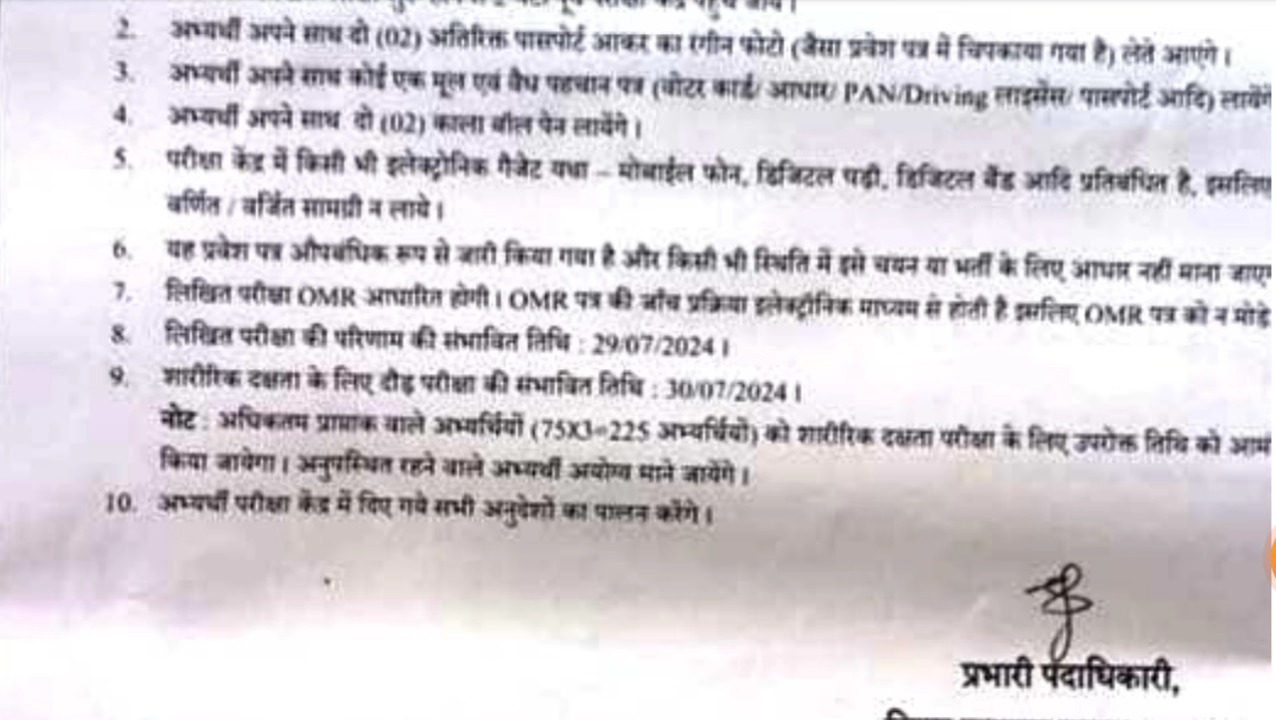 केंद्र पहुंच जायें।
2. अभ्यर्थी अपने साथ दो (02) अतिरिक्त पासपोर्ट आकर का रंगीन फोटो (जैसा प्रवेश पत्र में चिपकाया गया है) लेते आएंगे।
3. अभ्यर्थी अपने साथ कोई एक मूल एवं वैध पहचान पत्र (वोटर कार्ड/ आधार/ PAN/Driving लाइसेंस/ पासपोर्ट आदि) लायेंगे
4. अभ्यर्थी अपने साथ दो (02) काला बॉल पेन लायेंगे।
5. परीक्षा केंद्र में किसी भी इलेक्ट्रोनिक गैजेट यथा – मोबाईल फोन, डिजिटल घड़ी, डिजिटल बैंड आदि प्रतिबंधित है, इसलिए
वर्णित / वर्जित सामग्री न लाये।
6. यह प्रवेश पत्र औपबंधिक रूप से जारी किया गया है और किसी भी स्थिति में इसे चयन या भर्ती के लिए आधार नहीं माना जाए
7. लिखित परीक्षा OMR आधारित होगी। OMR पत्र की जाँच प्रक्रिया इलेक्ट्रौनिक माध्यम से होती है इसलिए OMR पत्र को न मोड़े
8. लिखित परीक्षा की परिणाम की संभावित तिथि : 29/07/2024।
9. शारीरिक दक्षता के लिए दौड़ परीक्षा की संभावित तिथि : 30/07/2024।
नोट : अधिकतम प्राप्तांक वाले अभ्यर्थियों (75X3=225 अभ्यर्थियों) को शारीरिक दक्षता परीक्षा के लिए उपरोक्त तिथि को आमं
किया जायेगा। अनुपस्थित रहने वाले अभ्यर्थी अयोग्य माने जायेंगे।
10. अभ्यर्थी परीक्षा केंद्र में दिए गये सभी अनुदेशों का पालन करेंगे।
प्रभारी पदाधिकारी,